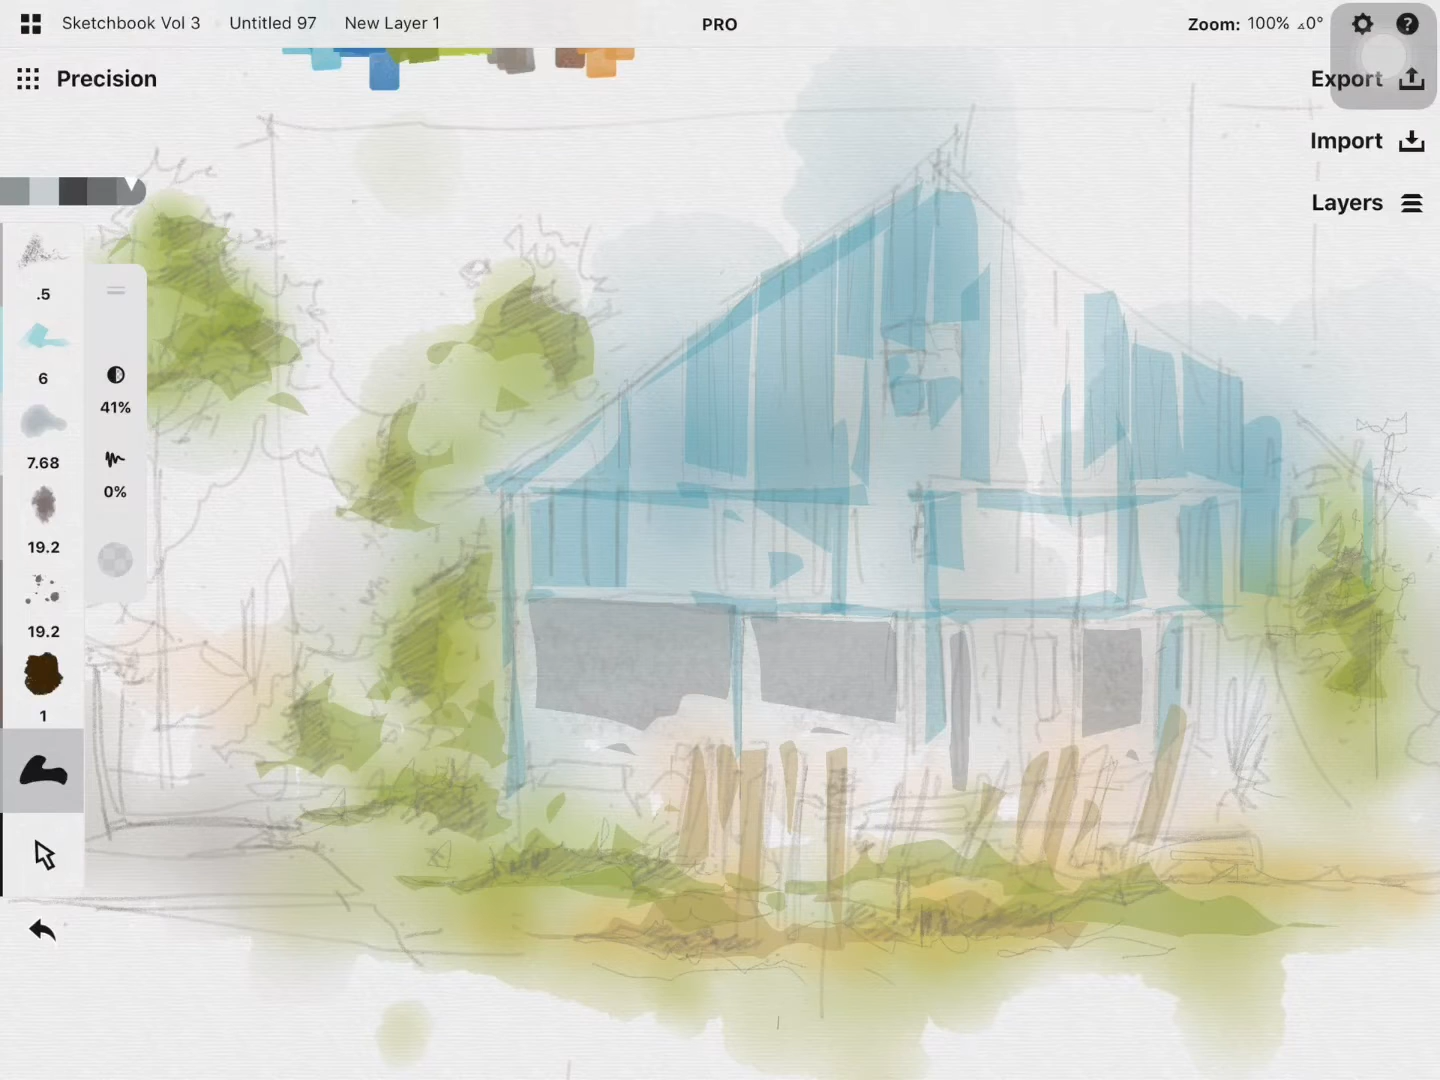 Sketchbook Vol 3 Untitled 97 New Layer 1 PRO Zoom: 100% ⊿0°
Precision
Export
Import
Layers
.5
6
41%
7.68
0%
19.2
19.2
1